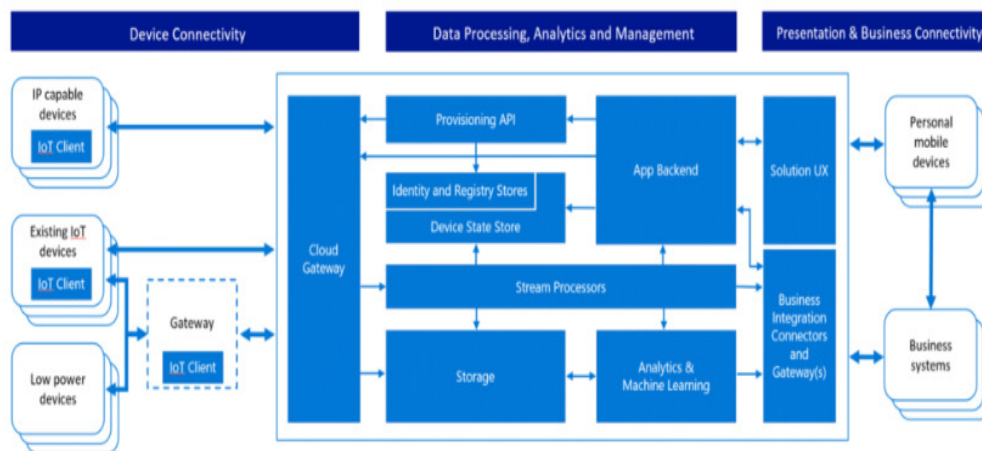 Device Connectivity
Data Processing, Analytics and Management
Presentation & Business Connectivity
IP capable
devices
IoT Client
Existing IoT
devices
IoT Client
Low power
devices
Gateway
IoT Client
Cloud
Gateway
Provisioning API
Identity and Registry Stores
Device State Store
Stream Processors
Storage
App Backend
Analytics &
Machine Learning
Solution UX
Business
Integration
Connectors
and
Gateway(s)
Personal
mobile
devices
Business
systems